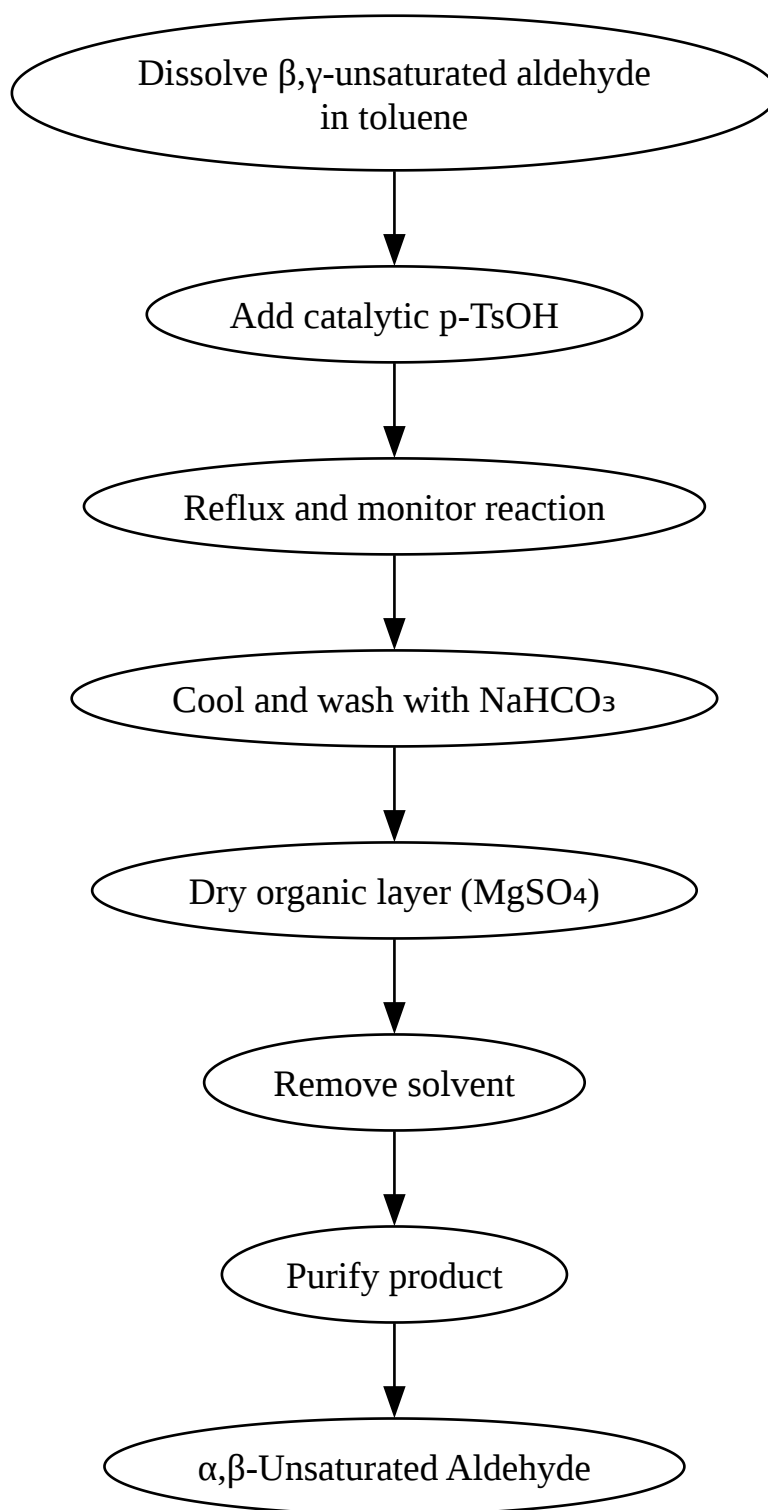 Dissolve β,γ-unsaturated aldehyde
in toluene
Add catalytic p-TsOH
Reflux and monitor reaction
Cool and wash with NaHCO₃
Dry organic layer (MgSO₄)
Remove solvent
Purify product
α,β-Unsaturated Aldehyde